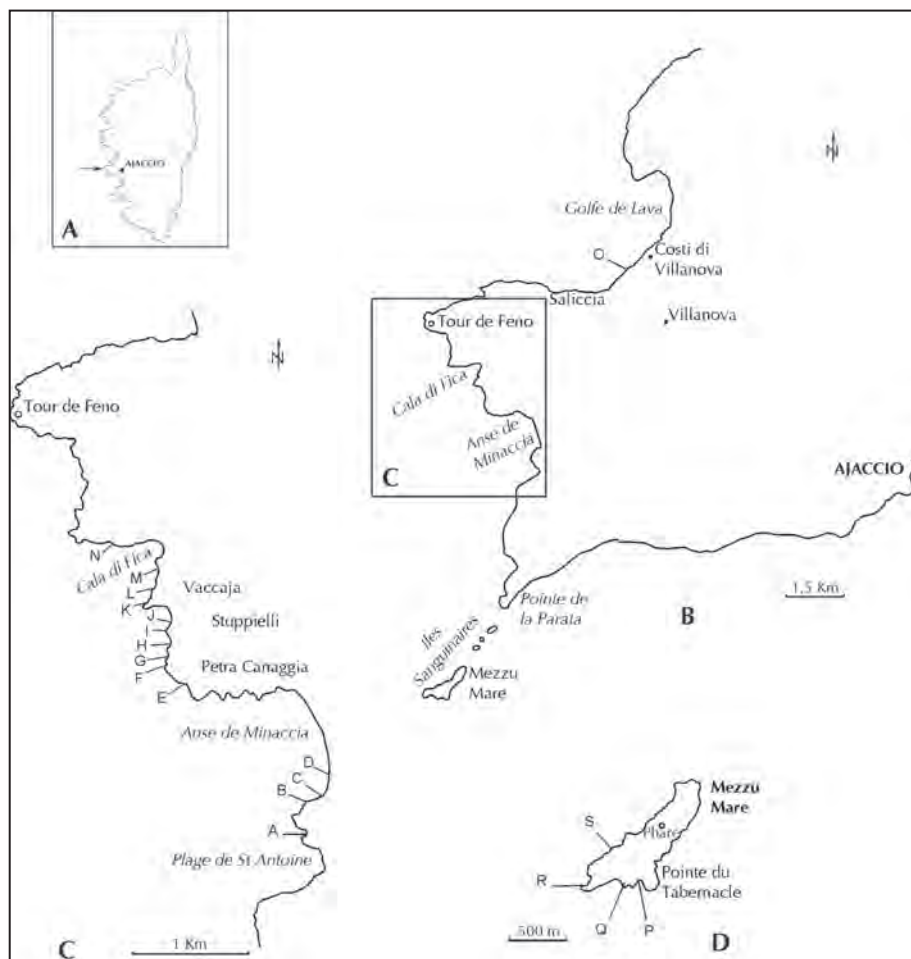 AJACCIO
A
N
Golfe de Lava
O
Costi di
Villanova
Saliccia
Villanova
Tour de Feno
Cala di Fica
Anse de
Minaccia
C
AJACCIO
1,5 Km
Pointe de
la Parata
B
Iles
Sanguinaires
Mezzu
Mare
N
Tour de Feno
N
Cala di Fica
M
L
K
Vaccaja
J
I
Stuppielli
H
G
F
Petra Canaggia
E
Anse de Minaccia
D
C
B
A
Plage de St Antoine
C
1 Km
Mezzu
Mare
S
Phare
R
Pointe du
Tabernacle
500 m
Q
P
D